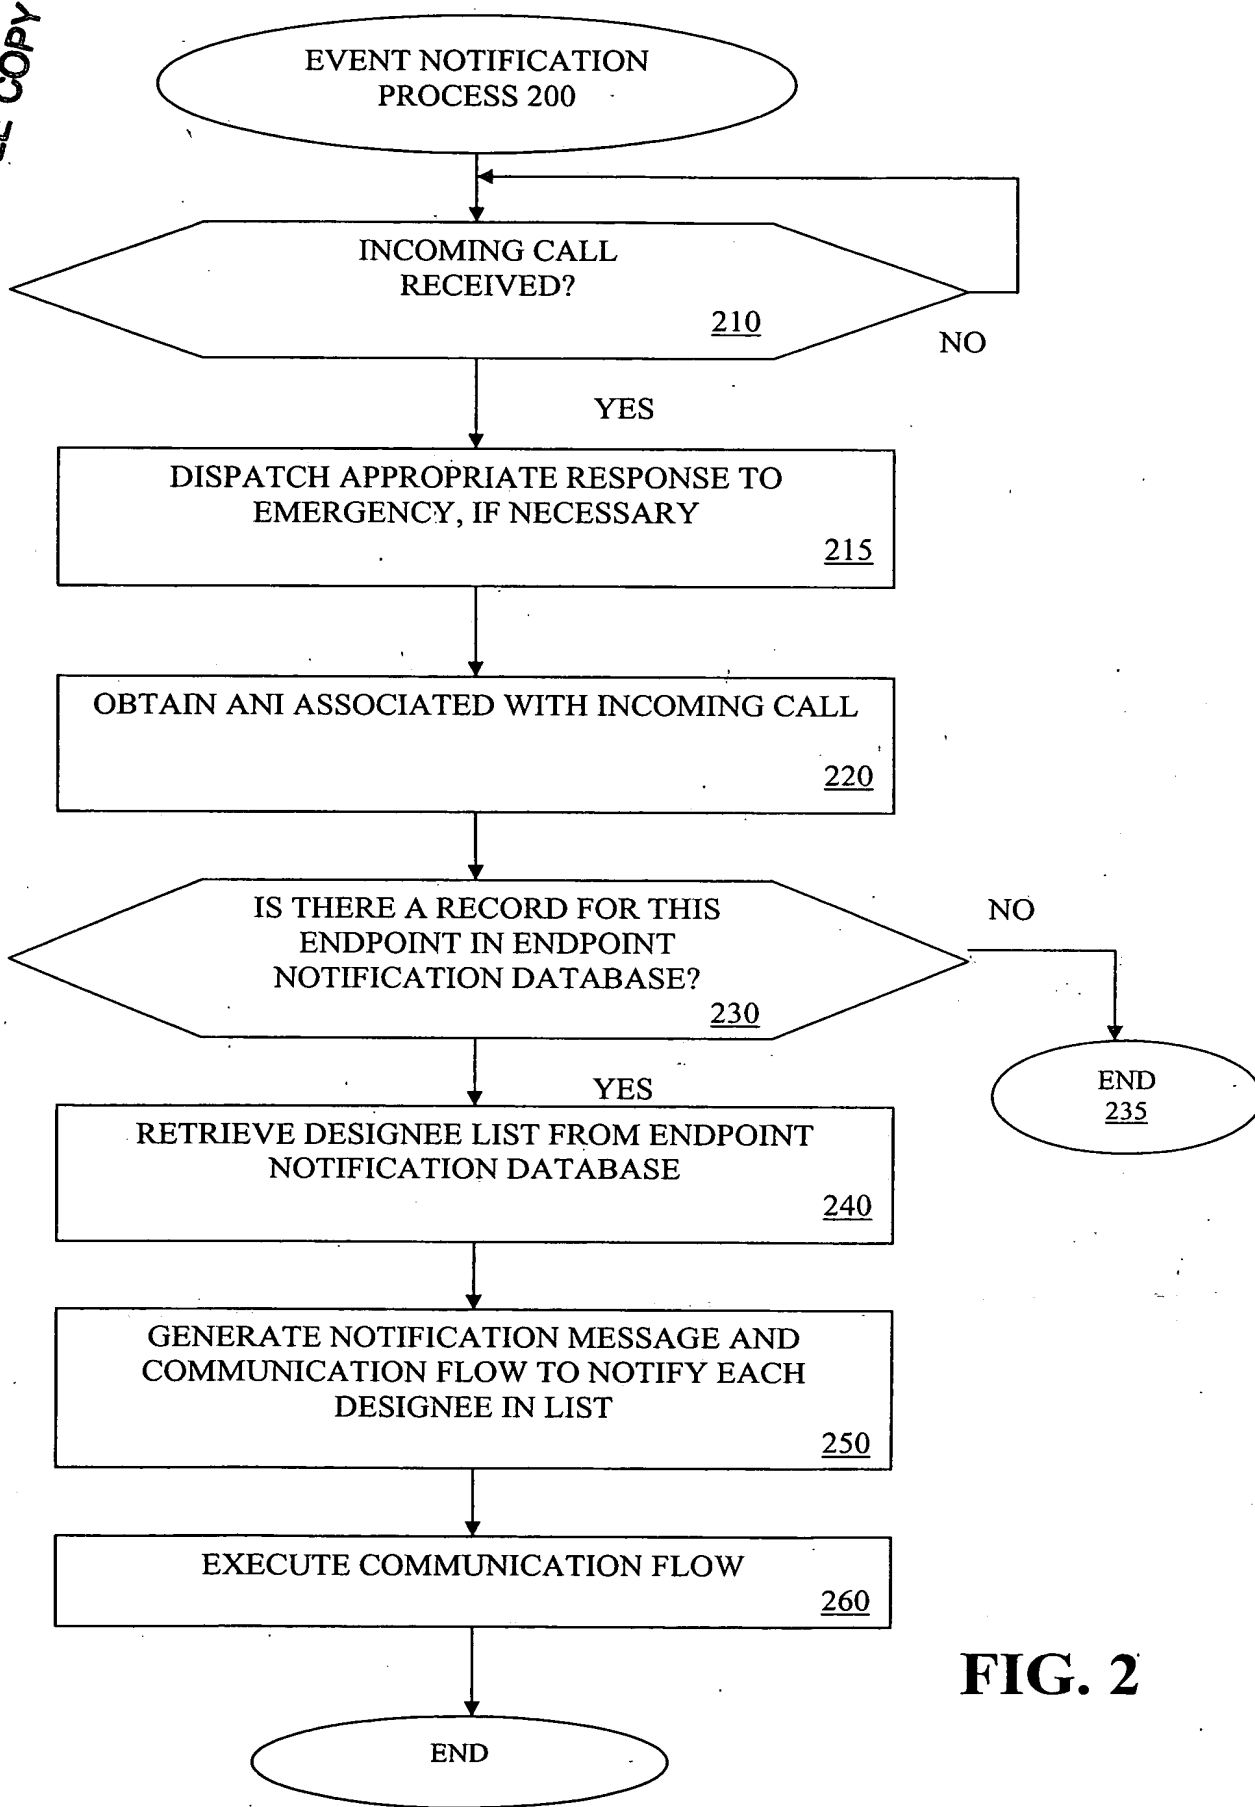 COPY
EVENT NOTIFICATION
PROCESS 200
INCOMING CALL
RECEIVED?
210
NO
YES
DISPATCH APPROPRIATE RESPONSE TO
EMERGENCY, IF NECESSARY
215
OBTAIN ANI ASSOCIATED WITH INCOMING CALL
220
IS THERE A RECORD FOR THIS
ENDPOINT IN ENDPOINT
NOTIFICATION DATABASE?
230
NO
END
235
YES
RETRIEVE DESIGNEE LIST FROM ENDPOINT
NOTIFICATION DATABASE
240
GENERATE NOTIFICATION MESSAGE AND
COMMUNICATION FLOW TO NOTIFY EACH
DESIGNEE IN LIST
250
EXECUTE COMMUNICATION FLOW
260
FIG. 2
END